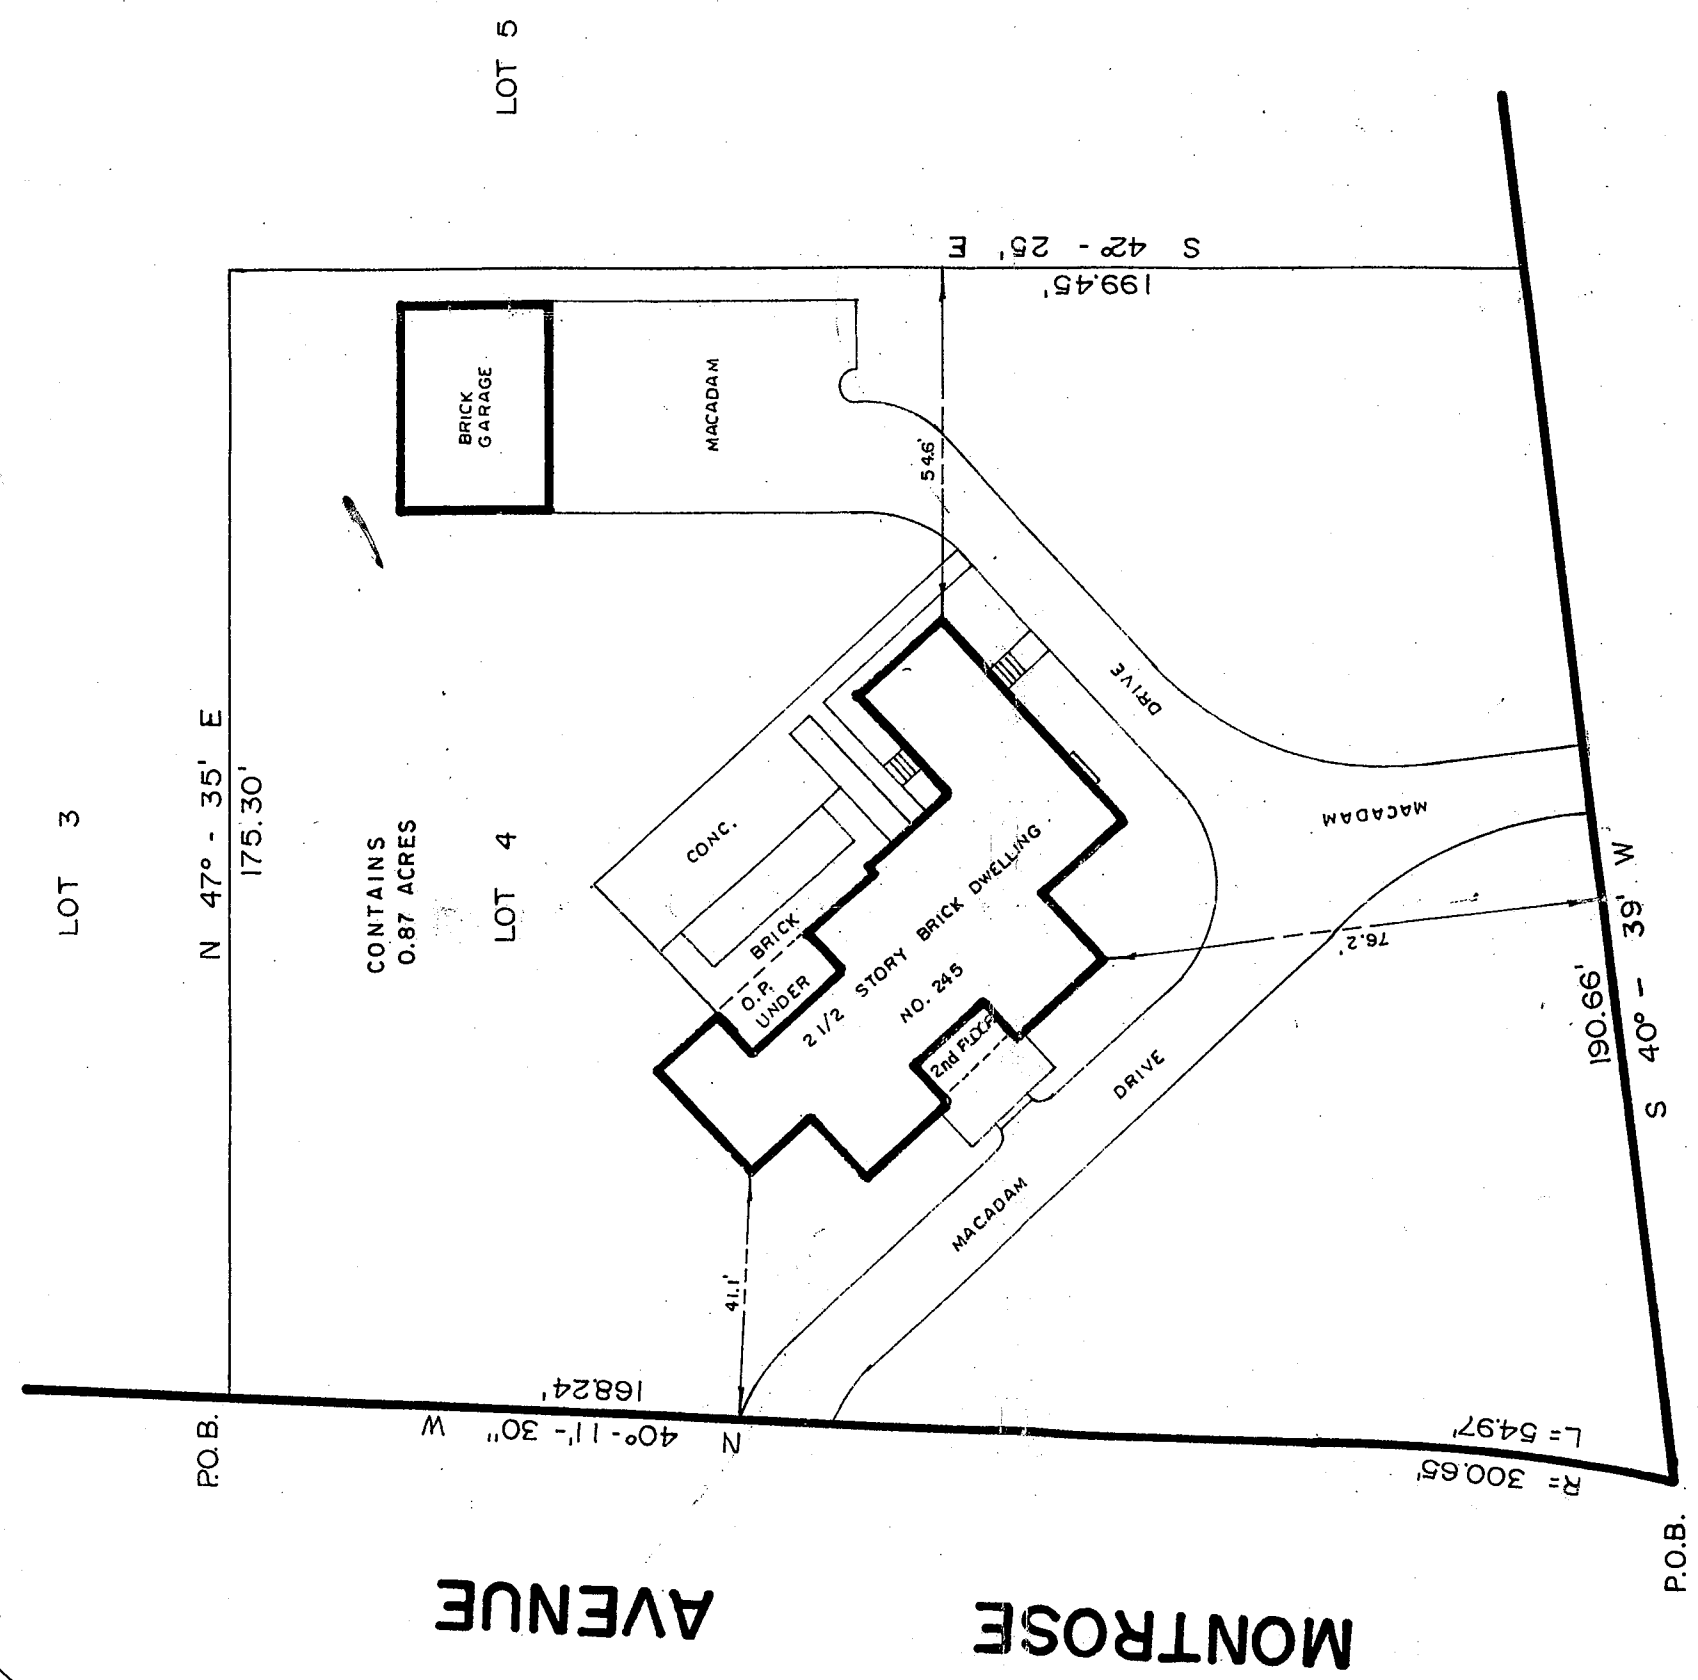 LOT 5
LOT 3
N 47° - 35' E
175.30'
S 42° - 25' E
199.45'
BRICK
GARAGE
MACADAM
CONTAINS
0.87 ACRES
LOT 4
54.6'
CONC.
BRICK
O.P.
UNDER
2 1/2 STORY BRICK DWELLING
NO. 245
2nd FLOOR
DRIVE
MACADAM
76.2'
DRIVE
MACADAM
41.1'
S 40° - 39' W
190.66'
P.O.B.
N 40° - 11' - 30" W
168.24'
L = 54.97'
R = 300.65'
P.O.B.
MONTROSE AVENUE